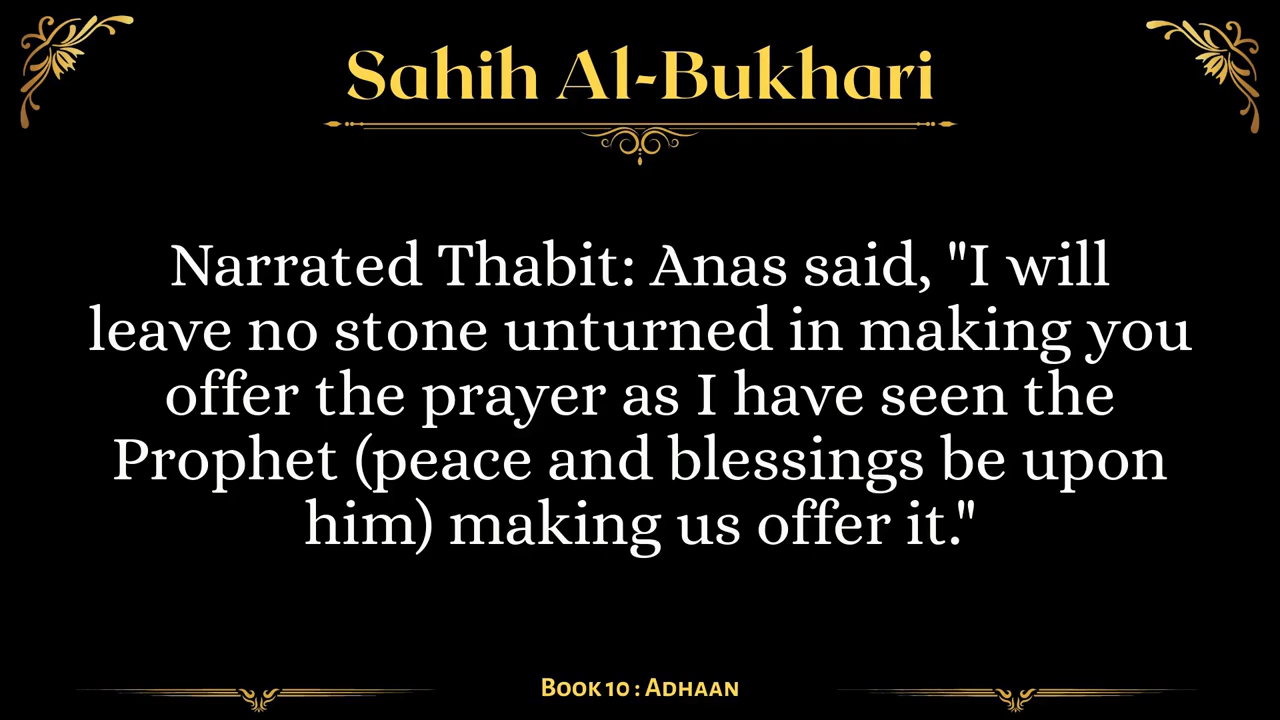 Sahih Al-Bukhari
Narrated Thabit: Anas said, "I will
leave no stone unturned in making you
offer the prayer as I have seen the
Prophet (peace and blessings be upon
him) making us offer it."
Book 10 : Adhaan